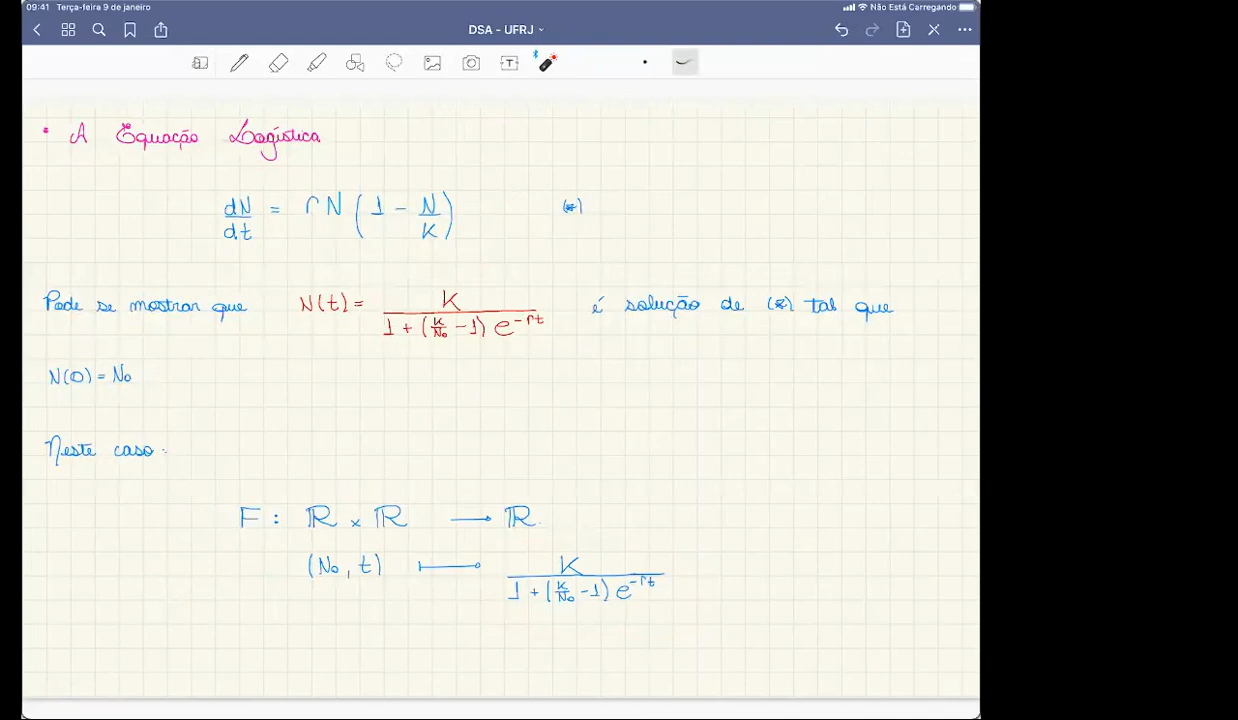 09:41 Terça-feira 9 de janeiro Não Está Carregando
DSA - UFRJ
T
• A Equação Logística
dN/dt = rN (1 - N/K) (*)
Pode se mostrar que N(t) = K / (1 + (K/N₀ - 1) e^{-rt}) é solução de (*) tal que
N(0) = N₀
Neste caso:
F : ℝ × ℝ → ℝ
(N₀, t) ↦ K / (1 + (K/N₀ - 1) e^{-rt})